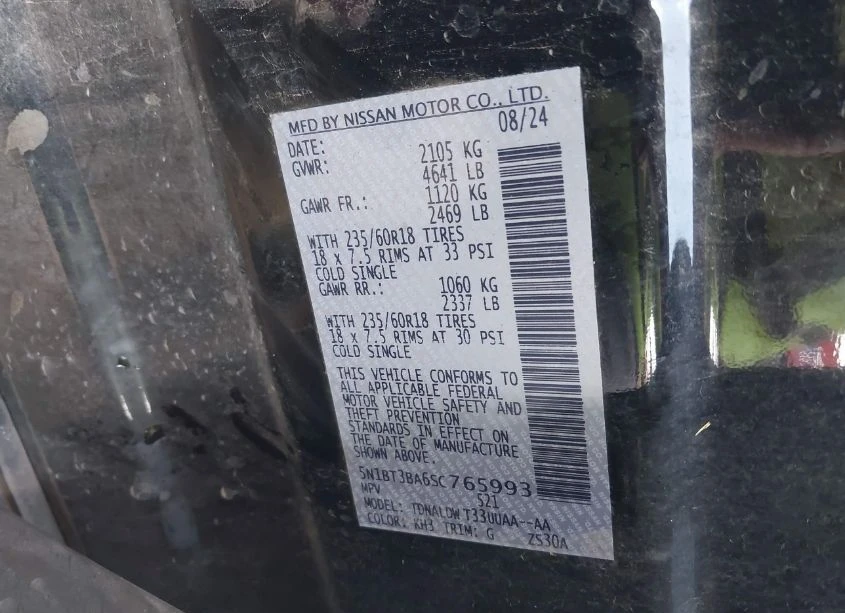 MFD BY NISSAN MOTOR CO., LTD.
DATE: 08/24
GVWR: 2105 KG
4641 LB
GAWR FR.: 1120 KG
2469 LB
WITH 235/60R18 TIRES
18 x 7.5 RIMS AT 33 PSI
COLD SINGLE
GAWR RR.: 1060 KG
2337 LB
WITH 235/60R18 TIRES
18 x 7.5 RIMS AT 30 PSI
COLD SINGLE
THIS VEHICLE CONFORMS TO
ALL APPLICABLE FEDERAL
MOTOR VEHICLE SAFETY AND
THEFT PREVENTION
STANDARDS IN EFFECT ON
THE DATE OF MANUFACTURE
SHOWN ABOVE.
5N1BT3BA6SC765993
MPV S21
MODEL: TDNALDW T33UUAA--AA
COLOR: KH3 TRIM: G ZS30A